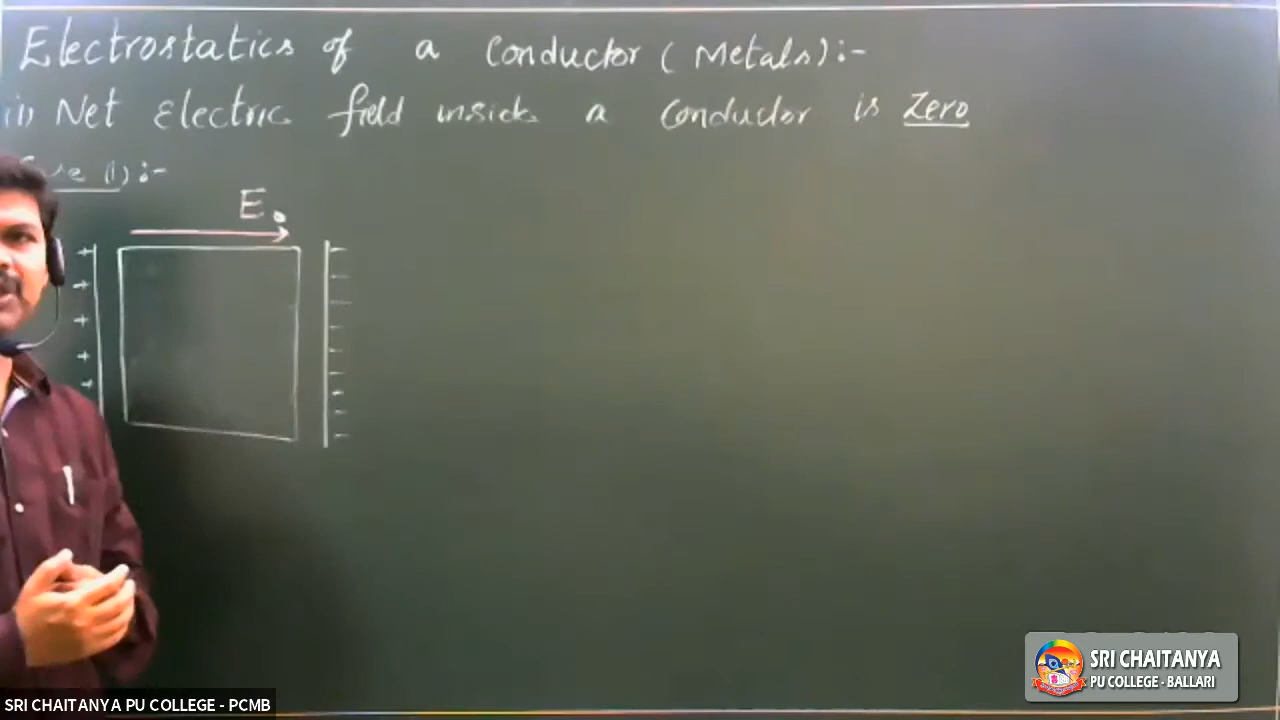 Electrostatics of a Conductor (Metals):-
(i) Net Electric field inside a conductor is Zero
(1) :-
E₀
+
+
+
+
+
SRI CHAITANYA
PU COLLEGE - BALLARI
SRI CHAITANYA PU COLLEGE - PCMB